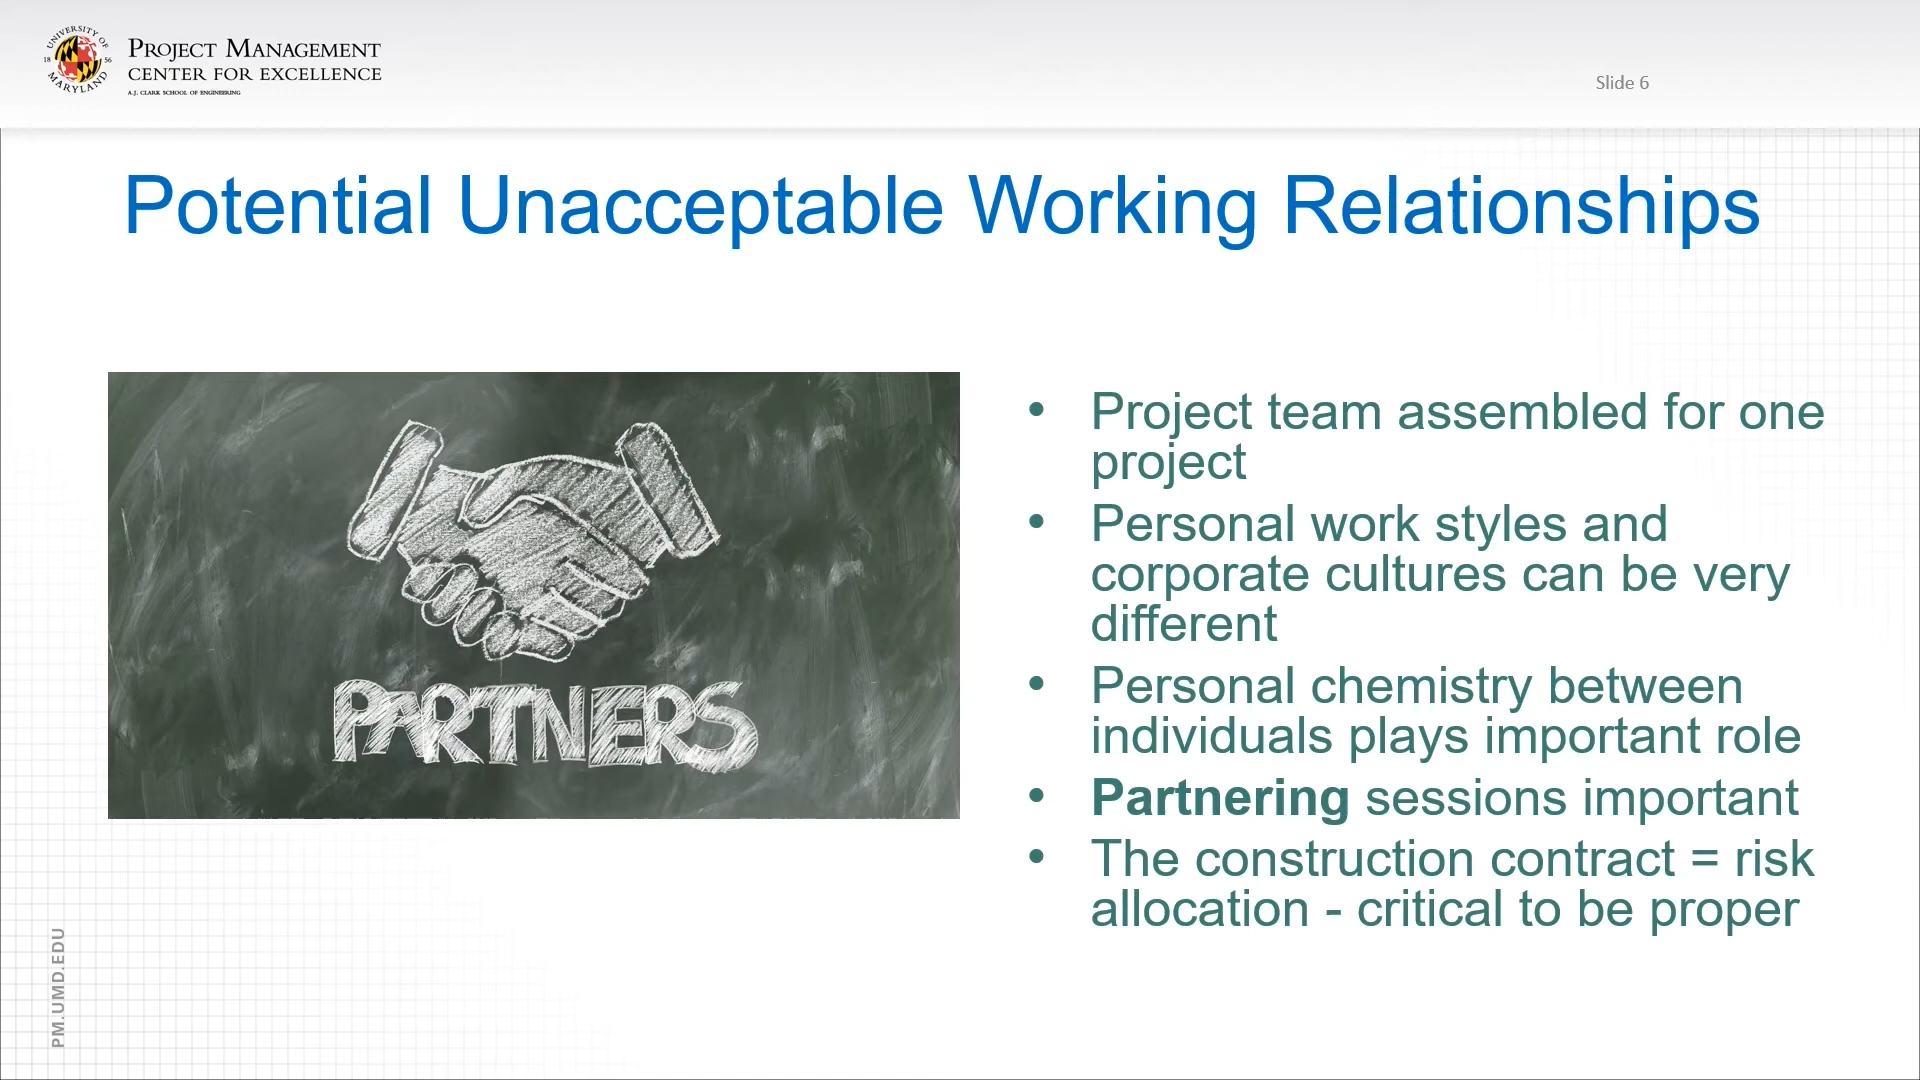 UNIVERSITY OF
18 56
MARYLAND
PROJECT MANAGEMENT
CENTER FOR EXCELLENCE
A.J. CLARK SCHOOL OF ENGINEERING
Slide 6
Potential Unacceptable Working Relationships
PARTNERS
• Project team assembled for one
project
• Personal work styles and
corporate cultures can be very
different
• Personal chemistry between
individuals plays important role
• Partnering sessions important
• The construction contract = risk
allocation - critical to be proper
PM.UMD.EDU